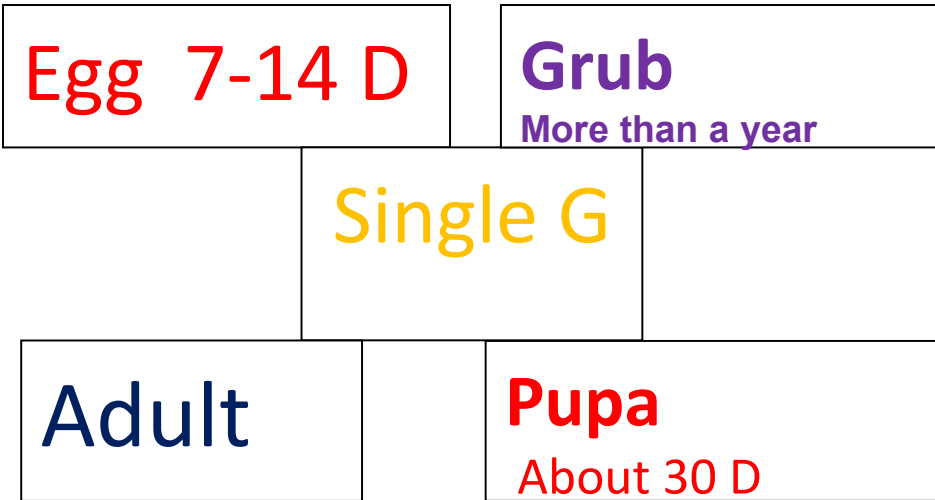 Egg 7-14 D
Grub
More than a year
Single G
Adult
Pupa
About 30 D